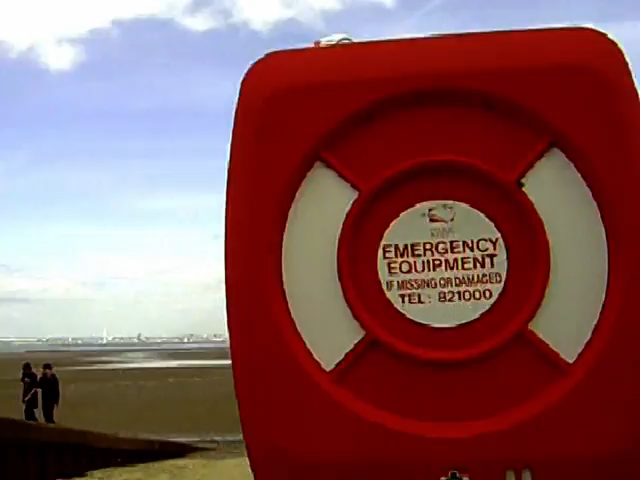 EMERGENCY
EQUIPMENT
IF MISSING OR DAMAGED
TEL: 821000